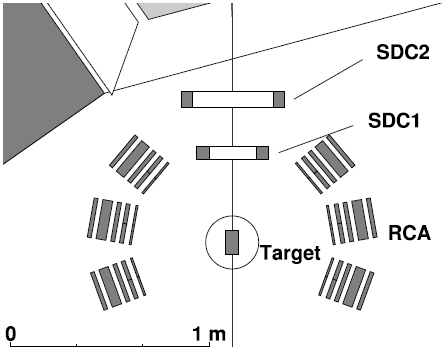 SDC2
SDC1
RCA
Target
0 1 m